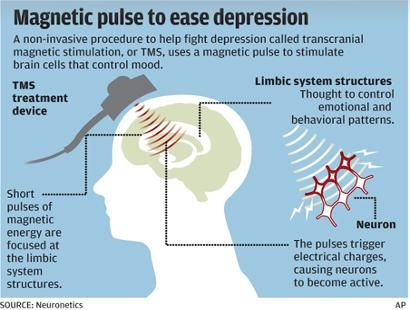 Magnetic pulse to ease depression
A non-invasive procedure to help fight depression called transcranial
magnetic stimulation, or TMS, uses a magnetic pulse to stimulate
brain cells that control mood.
TMS
treatment
device
Limbic system structures
Thought to control
emotional and
behavioral patterns.
Short
pulses of
magnetic
energy are
focused at
the limbic
system
structures.
Neuron
The pulses trigger
electrical charges,
causing neurons
to become active.
SOURCE: Neuronetics
AP